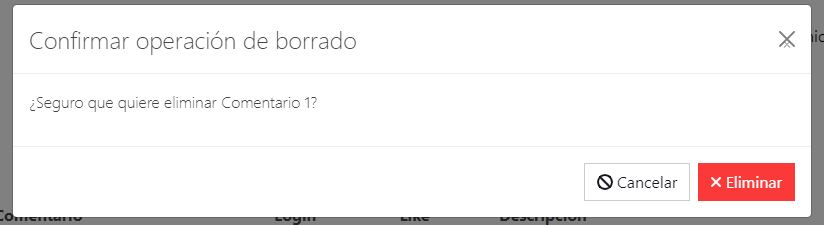 Confirmar operación de borrado
¿Seguro que quiere eliminar Comentario 1?
Cancelar
Eliminar
Comentario Login Like Descripción